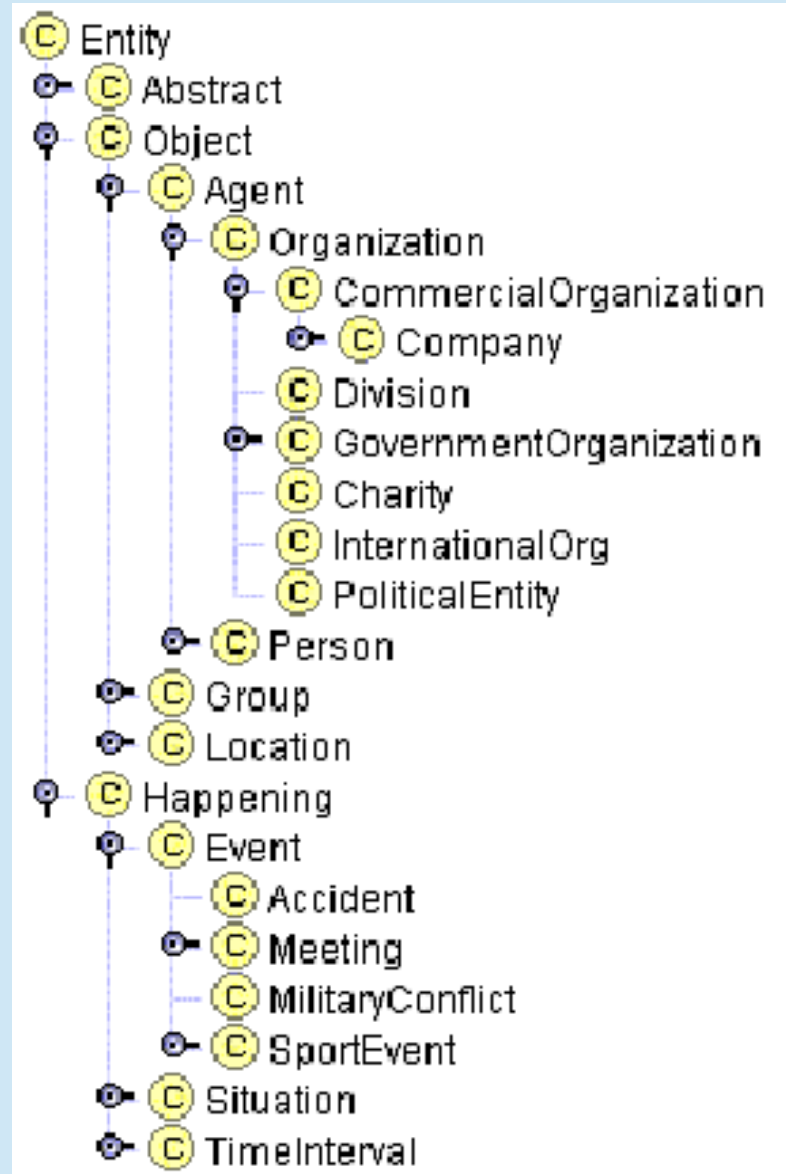 C Entity
C Abstract
C Object
C Agent
C Organization
C CommercialOrganization
C Company
C Division
C GovernmentOrganization
C Charity
C InternationalOrg
C PoliticalEntity
C Person
C Group
C Location
C Happening
C Event
C Accident
C Meeting
C MilitaryConflict
C SportEvent
C Situation
C TimeInterval